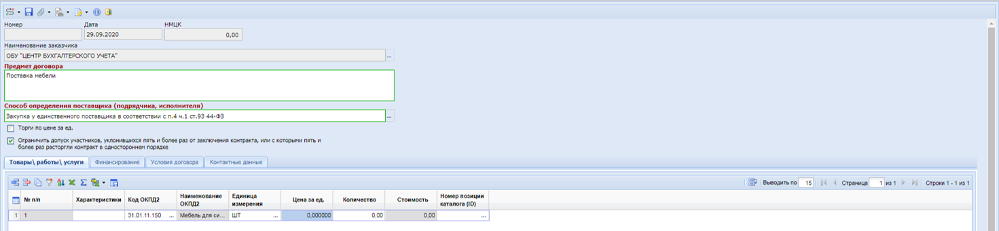 Номер Дата НМЦК
29.09.2020 0,00
Наименование заказчика
ОБУ "ЦЕНТР БУХГАЛТЕРСКОГО УЧЕТА" ...
Предмет договора
Поставка мебели
Способ определения поставщика (подрядчика, исполнителя)
Закупка у единственного поставщика в соответствии с п.4 ч.1 ст.93 44-ФЗ ...
Торги по цене за ед.
Ограничить допуск участников, уклонившихся пять и более раз от заключения контракта, или с которыми пять и
более раз расторгли контракт в одностороннем порядке
Товары\ работы\ услуги Финансирование Условия договора Контактные данные
Выводить по 15 Страница 1 из 1 Строки 1 - 1 из 1
№ п/п Характеристики Код ОКПД2 Наименование ОКПД2 Единица измерения Цена за ед. Количество Стоимость Номер позиции каталога (ID)
1 1 31.01.11.150 ... Мебель для си... ШТ ... 0,000000 0,00 0,00 ...